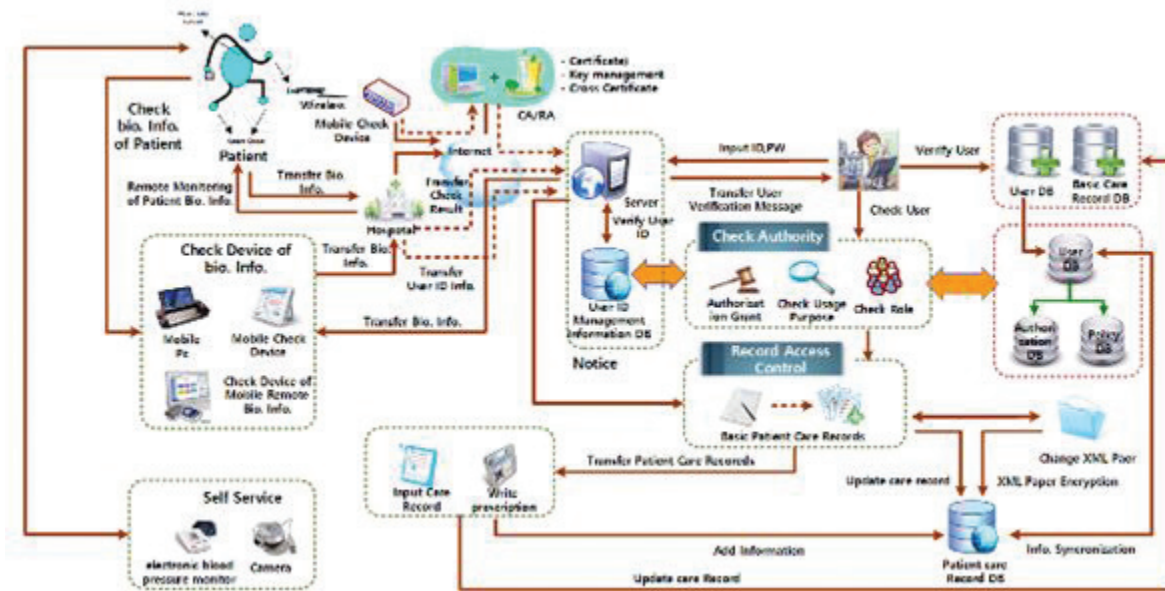 - Certificate)
- Key management
- Cross Certificate
CA/RA
Wireless
Mobile Check
Device
Internet
Check
bio. Info.
of Patient
Patient
Transfer Bio.
Info.
Remote Monitoring
of Patient Bio. Info.
Hospotal
Transfer
Check
Result
Server
Verify User
ID
Input ID,PW
Transfer User
Verification Message
Verify User
Check User
User DB
Basic Care
Record DB
Check Device of
bio. Info.
Mobile
Pc
Mobile Check
Device
Check Device of
Mobile Remote
Bio. Info.
Transfer Bio.
Info.
Transfer
User ID Info.
Transfer Bio. Info.
User ID
Management
Information DB
Notice
Check Authority
Authorizat
ion Grant
Check Usage
Purpose
Check Role
User
DB
Authori
zation
DB
Policy
DB
Record Access
Control
Basic Patient Care Records
Change XML Paer
Update care record
XML Paper Encryption
Transfer Patient Care Records
Input Care
Record
Write
prescription
Self Service
electronic blood
pressure monitor
Camera
Add Information
Update care Record
Patient care
Record DB
Info. Syncronization